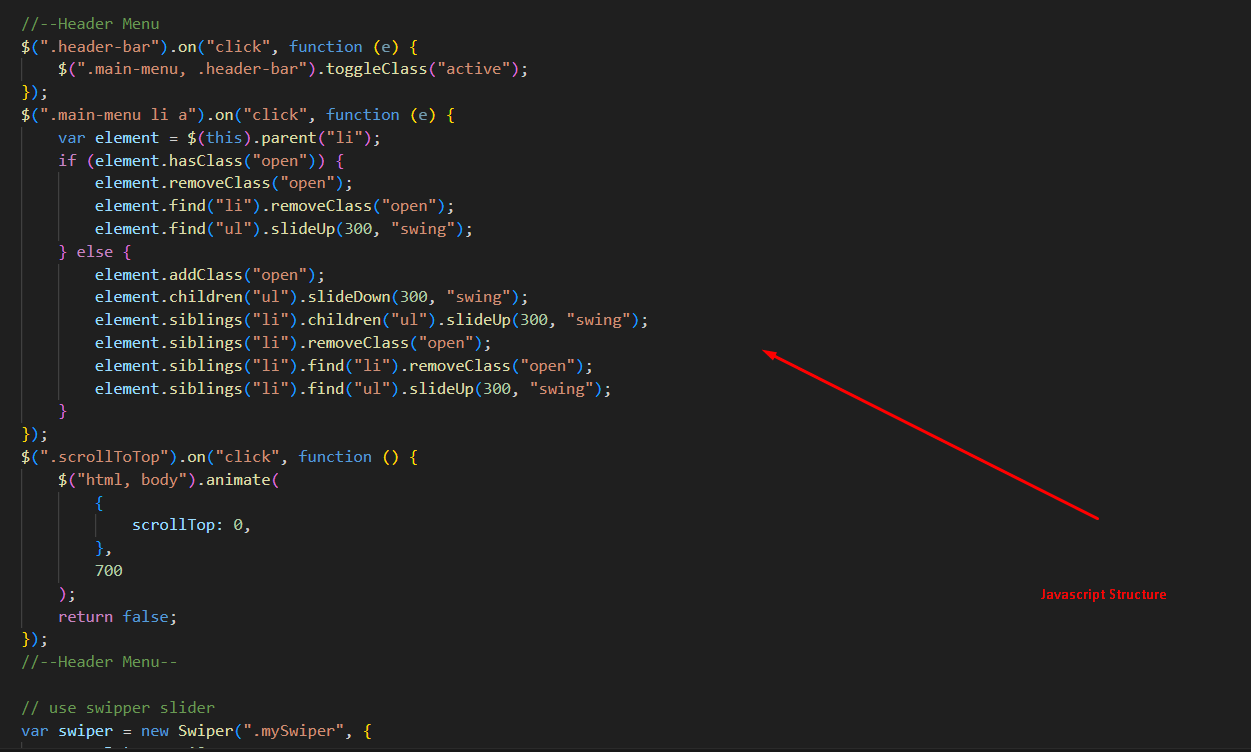 //--Header Menu
$(".header-bar").on("click", function (e) {
    $(".main-menu, .header-bar").toggleClass("active");
});
$(".main-menu li a").on("click", function (e) {
    var element = $(this).parent("li");
    if (element.hasClass("open")) {
        element.removeClass("open");
        element.find("li").removeClass("open");
        element.find("ul").slideUp(300, "swing");
    } else {
        element.addClass("open");
        element.children("ul").slideDown(300, "swing");
        element.siblings("li").children("ul").slideUp(300, "swing");
        element.siblings("li").removeClass("open");
        element.siblings("li").find("li").removeClass("open");
        element.siblings("li").find("ul").slideUp(300, "swing");
    }
});
$(".scrollToTop").on("click", function () {
    $("html, body").animate(
        {
            scrollTop: 0,
        },
        700
    );
    return false;
});
//--Header Menu--
// use swipper slider
var swiper = new Swiper(".mySwiper", {
Javascript Structure